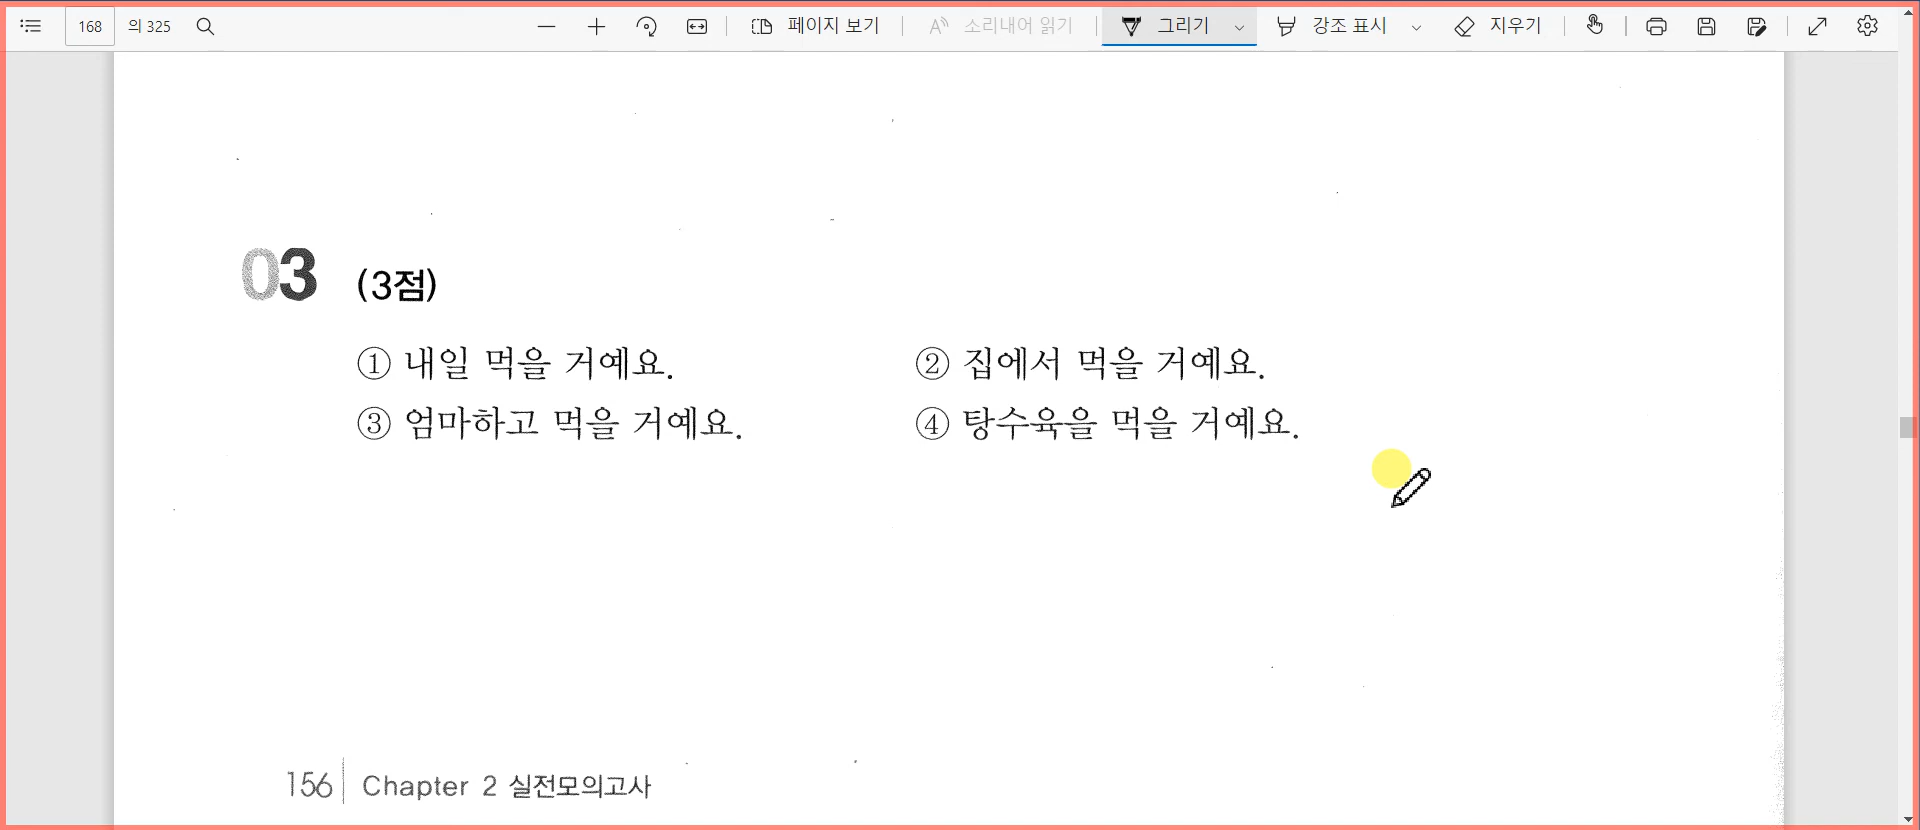 168 의 325 페이지 보기 소리내어 읽기 그리기 강조 표시 지우기
03 (3점)
① 내일 먹을 거예요. ② 집에서 먹을 거예요.
③ 엄마하고 먹을 거예요. ④ 탕수육을 먹을 거예요.
156 Chapter 2 실전모의고사